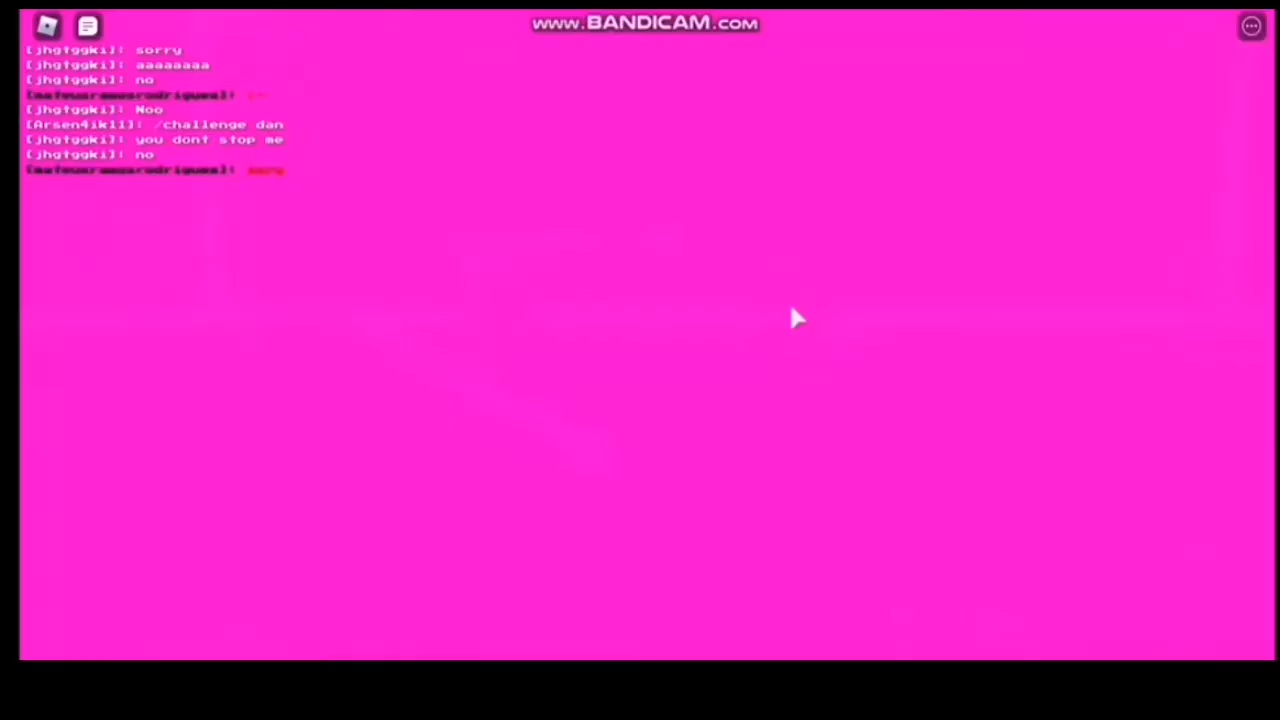 www.BANDICAM.com
[jhgtggki]: sorry
[jhgtggki]: aaaaaaaa
[jhgtggki]: no
[jhgtggki]: Noo
[Arsen4ik11]: /challenge dan
[jhgtggki]: you dont stop me
[jhgtggki]: no